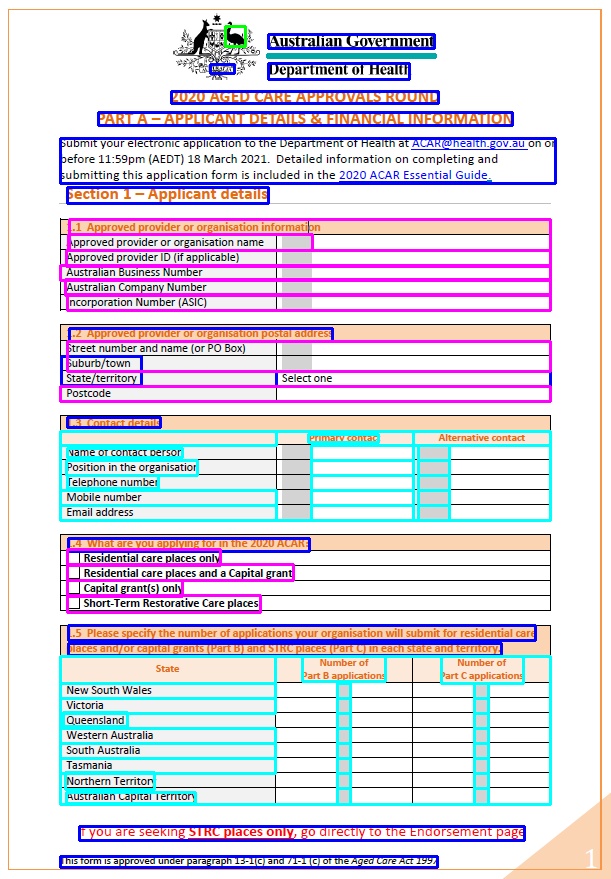 Australian Government
Department of Health
2020 AGED CARE APPROVALS ROUND
PART A – APPLICANT DETAILS & FINANCIAL INFORMATION
Submit your electronic application to the Department of Health at ACAR@health.gov.au on or
before 11:59pm (AEDT) 18 March 2021.  Detailed information on completing and
submitting this application form is included in the 2020 ACAR Essential Guide.
Section 1 – Applicant details
1.1 Approved provider or organisation information
Approved provider or organisation name
Approved provider ID (if applicable)
Australian Business Number
Australian Company Number
Incorporation Number (ASIC)
1.2 Approved provider or organisation postal address
Street number and name (or PO Box)
Suburb/town
State/territory Select one
Postcode
1.3 Contact details
Primary contact Alternative contact
Name of contact person
Position in the organisation
Telephone number
Mobile number
Email address
1.4 What are you applying for in the 2020 ACAR?
Residential care places only
Residential care places and a Capital grant
Capital grant(s) only
Short-Term Restorative Care places
1.5 Please specify the number of applications your organisation will submit for residential care
places and/or capital grants (Part B) and STRC places (Part C) in each state and territory.
State Number of Part B applications Number of Part C applications
New South Wales
Victoria
Queensland
Western Australia
South Australia
Tasmania
Northern Territory
Australian Capital Territory
If you are seeking STRC places only, go directly to the Endorsement page
This form is approved under paragraph 13-1(c) and 71-1 (c) of the Aged Care Act 1997
1